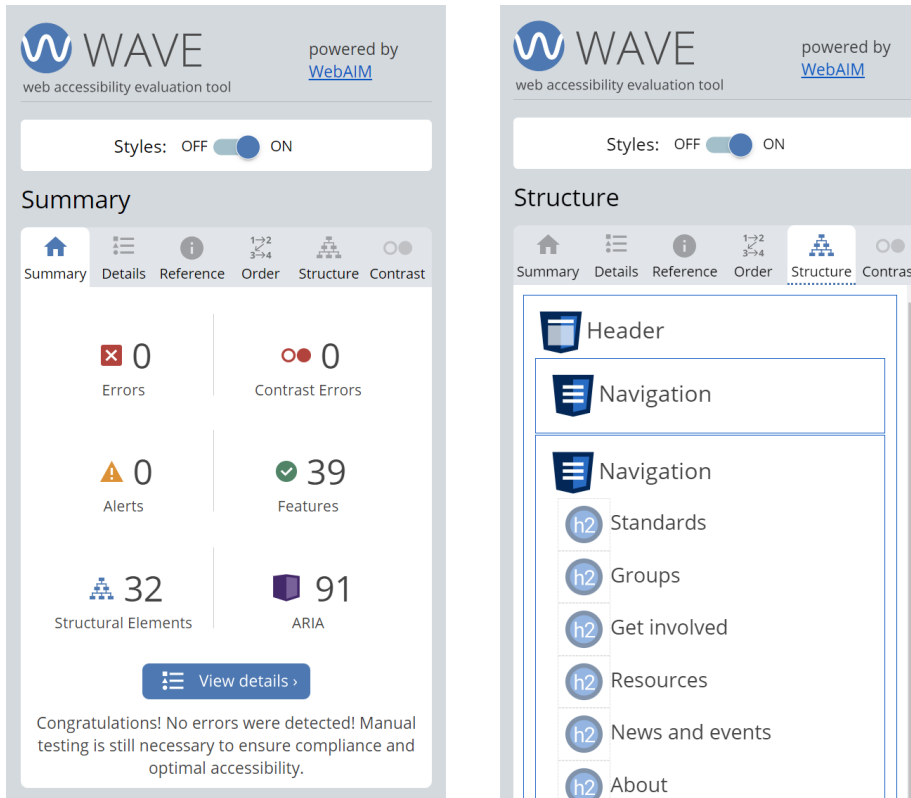 WAVE
powered by
WebAIM
web accessibility evaluation tool
Styles: OFF ON
Summary
1 2
3 4
Summary Details Reference Order Structure Contrast
0
Errors
0
Contrast Errors
0
Alerts
39
Features
32
Structural Elements
91
ARIA
View details ›
Congratulations! No errors were detected! Manual
testing is still necessary to ensure compliance and
optimal accessibility.
WAVE
powered by
WebAIM
web accessibility evaluation tool
Styles: OFF ON
Structure
1 2
3 4
Summary Details Reference Order Structure Contras
Header
Navigation
Navigation
h2 Standards
h2 Groups
h2 Get involved
h2 Resources
h2 News and events
h2 About